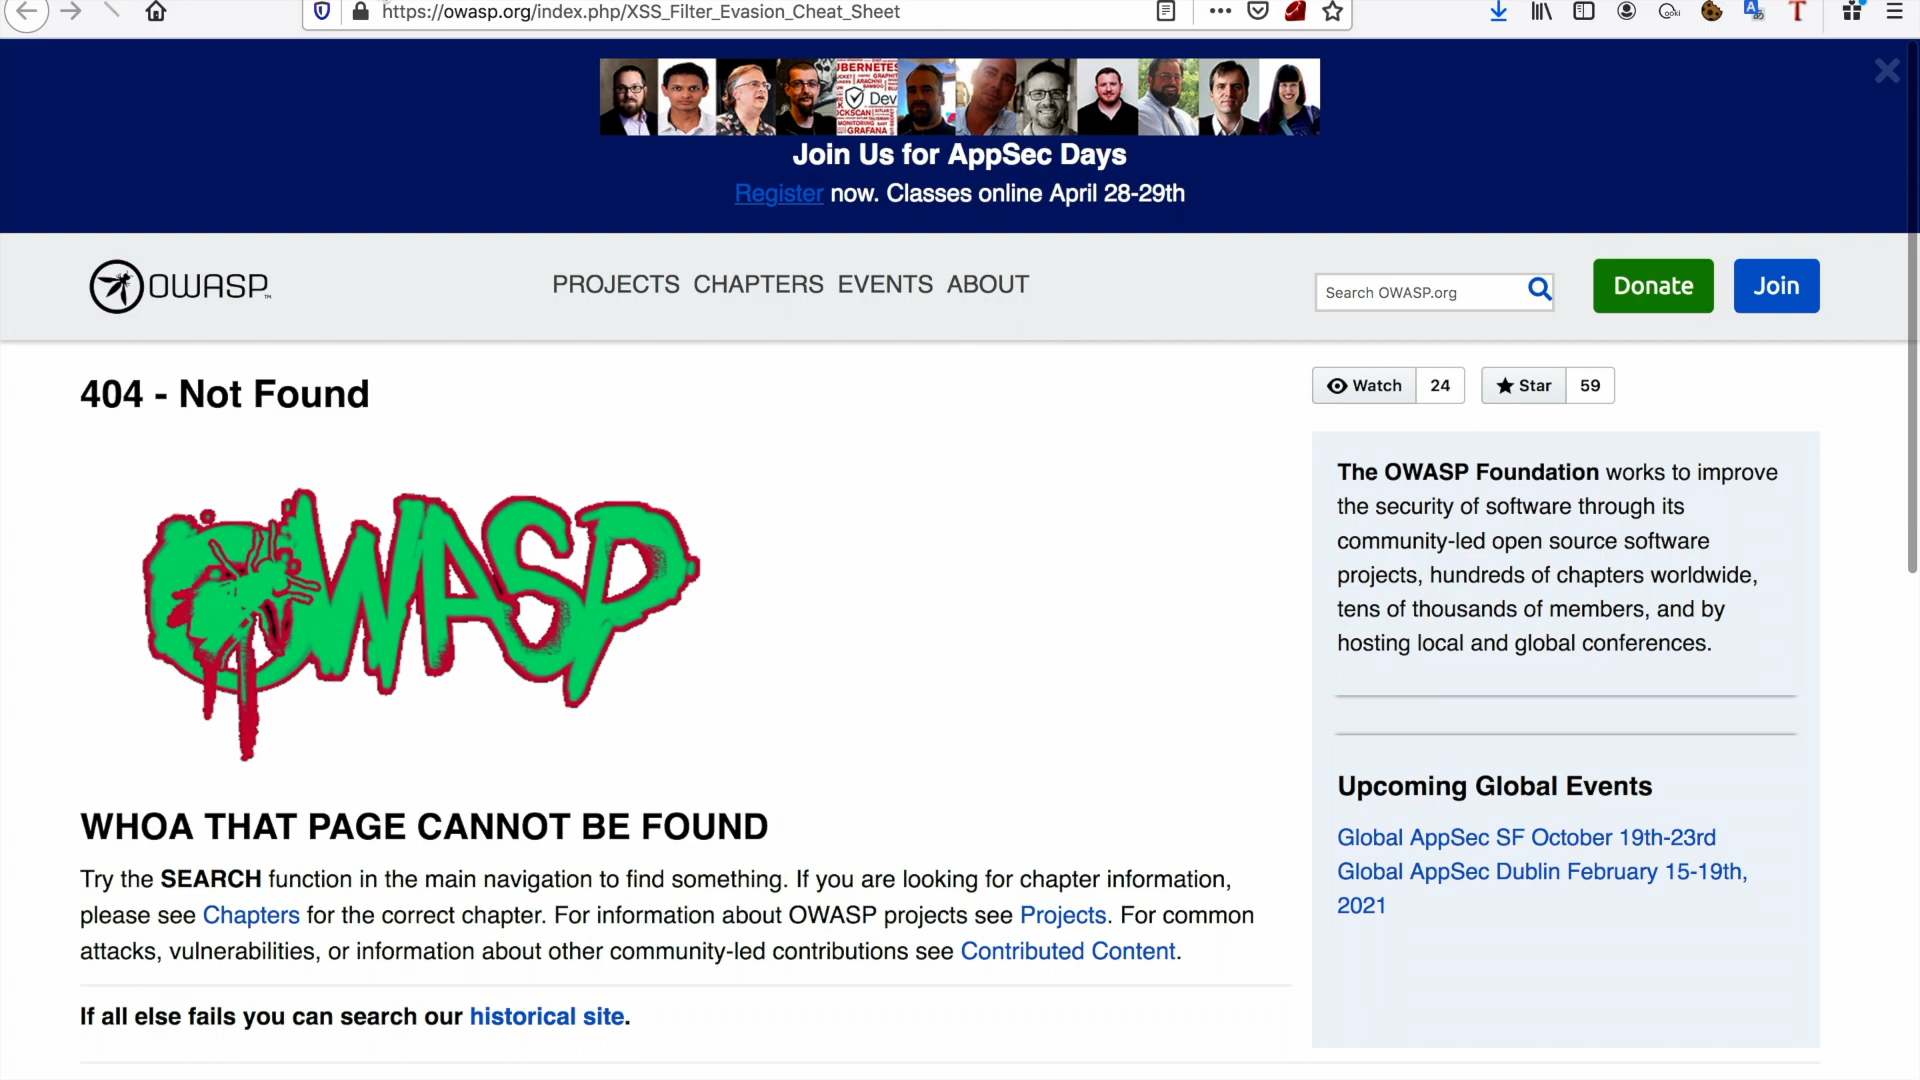 https://owasp.org/index.php/XSS_Filter_Evasion_Cheat_Sheet
Join Us for AppSec Days
Register now. Classes online April 28-29th
OWASP
PROJECTS CHAPTERS EVENTS ABOUT
Search OWASP.org
Donate
Join
404 - Not Found
Watch 24
Star 59
OWASP
The OWASP Foundation works to improve
the security of software through its
community-led open source software
projects, hundreds of chapters worldwide,
tens of thousands of members, and by
hosting local and global conferences.
Upcoming Global Events
Global AppSec SF October 19th-23rd
Global AppSec Dublin February 15-19th,
2021
WHOA THAT PAGE CANNOT BE FOUND
Try the SEARCH function in the main navigation to find something. If you are looking for chapter information,
please see Chapters for the correct chapter. For information about OWASP projects see Projects. For common
attacks, vulnerabilities, or information about other community-led contributions see Contributed Content.
If all else fails you can search our historical site.